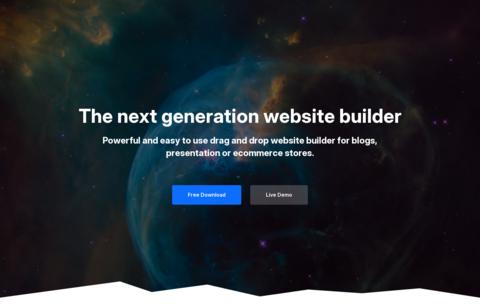 The next generation website builder
Powerful and easy to use drag and drop website builder for blogs,
presentation or ecommerce stores.
Free Download
Live Demo